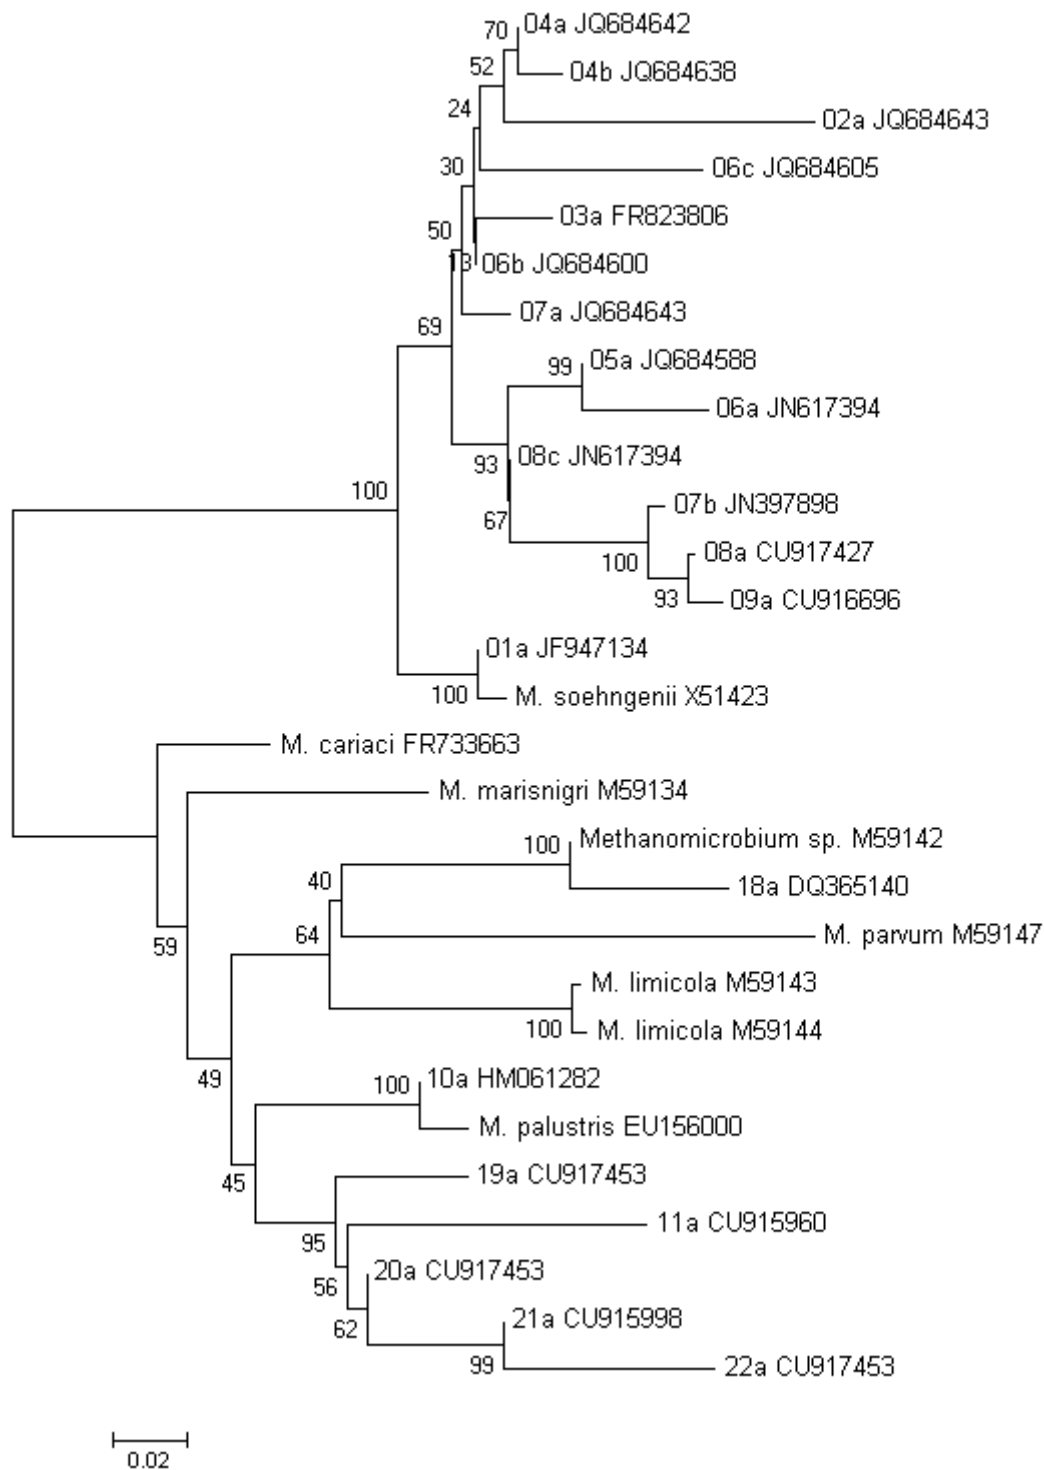 70 04a JQ684642
52 04b JQ684638
24 02a JQ684643
30 06c JQ684605
50 03a FR823806
13 06b JQ684600
07a JQ684643
69
99 05a JQ684588
06a JN617394
93 08c JN617394
100
67 07b JN397898
100 08a CU917427
93 09a CU916696
01a JF947134
100 M. soehngenii X51423
M. cariaci FR733663
M. marisnigri M59134
100 Methanomicrobium sp. M59142
40 18a DQ365140
64 M. parvum M59147
59
M. limicola M59143
100 M. limicola M59144
49 100 10a HM061282
M. palustris EU156000
45 19a CU917453
95 11a CU915960
56 20a CU917453
62 21a CU915998
99 22a CU917453
0.02